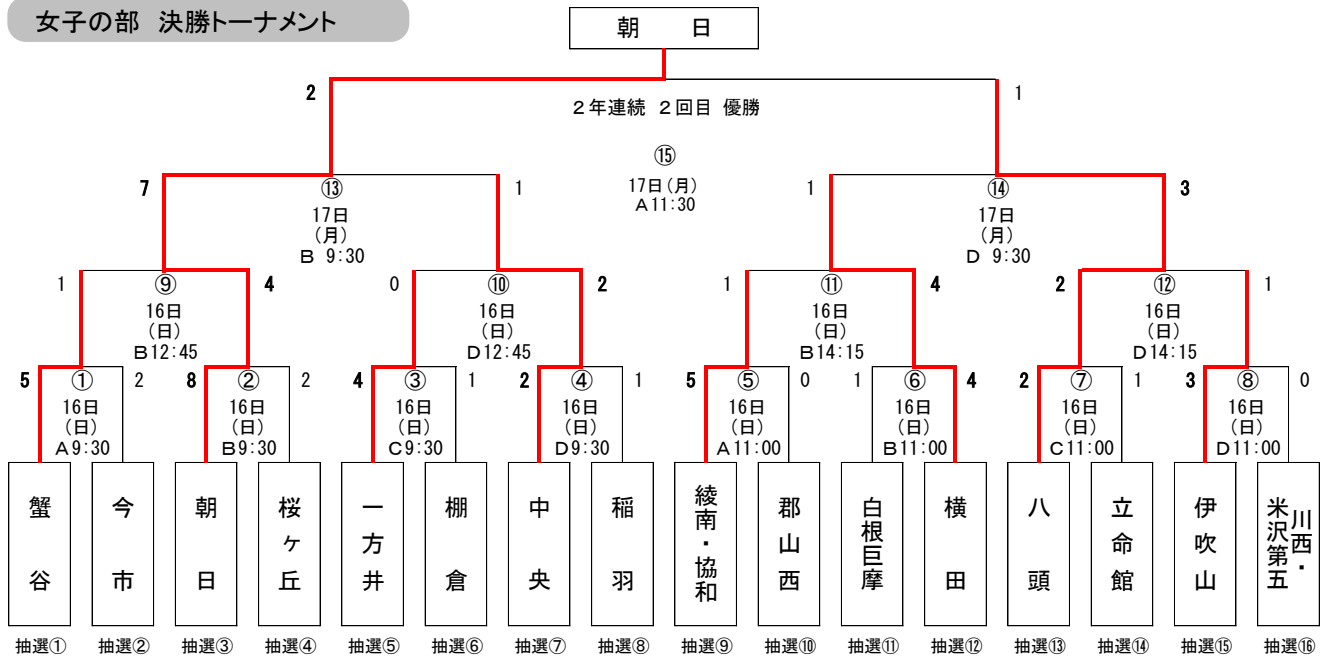 女子の部 決勝トーナメント
朝 日
2
1
2年連続 2回目 優勝
⑮
17日(月)
A11:30
7
⑬
1
1
⑭
3
17日
(月)
B 9:30
17日
(月)
D 9:30
1
⑨
4
0
⑩
2
1
⑪
4
2
⑫
1
16日
(日)
B12:45
16日
(日)
D12:45
16日
(日)
B14:15
16日
(日)
D14:15
5
①
2
8
②
2
4
③
1
2
④
1
5
⑤
0
1
⑥
4
2
⑦
1
3
⑧
0
16日
(日)
A9:30
16日
(日)
B9:30
16日
(日)
C9:30
16日
(日)
D9:30
16日
(日)
A11:00
16日
(日)
B11:00
16日
(日)
C11:00
16日
(日)
D11:00
蟹谷
今市
朝日
桜ヶ丘
一方井
棚倉
中央
稲羽
綾南・協和
郡山西
白根巨摩
横田
八頭
立命館
伊吹山
川西・
米沢第五
抽選①
抽選②
抽選③
抽選④
抽選⑤
抽選⑥
抽選⑦
抽選⑧
抽選⑨
抽選⑩
抽選⑪
抽選⑫
抽選⑬
抽選⑭
抽選⑮
抽選⑯